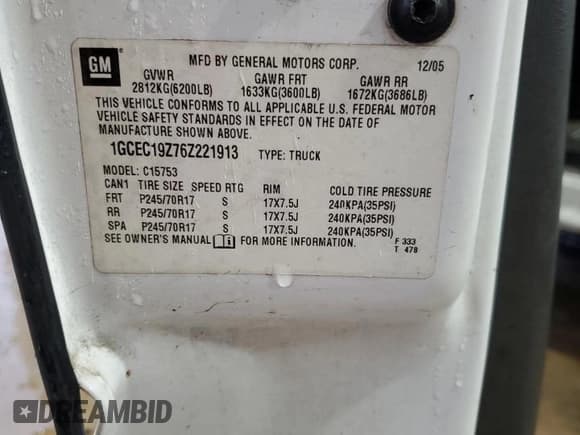 GM
MFD BY GENERAL MOTORS CORP. 12/05
GVWR GAWR FRT GAWR RR
2812KG(6200LB) 1633KG(3600LB) 1672KG(3686LB)
THIS VEHICLE CONFORMS TO ALL APPLICABLE U.S. FEDERAL MOTOR
VEHICLE SAFETY STANDARDS IN EFFECT ON THE DATE OF
MANUFACTURE SHOWN ABOVE.
1GCEC19Z76Z221913 TYPE: TRUCK
MODEL: C15753
CAN1 TIRE SIZE SPEED RTG RIM COLD TIRE PRESSURE
FRT P245/70R17 S 17X7.5J 240KPA(35PSI)
RR P245/70R17 S 17X7.5J 240KPA(35PSI)
SPA P245/70R17 S 17X7.5J 240KPA(35PSI)
SEE OWNER'S MANUAL FOR MORE INFORMATION.
F 333
T 478
DREAMBID